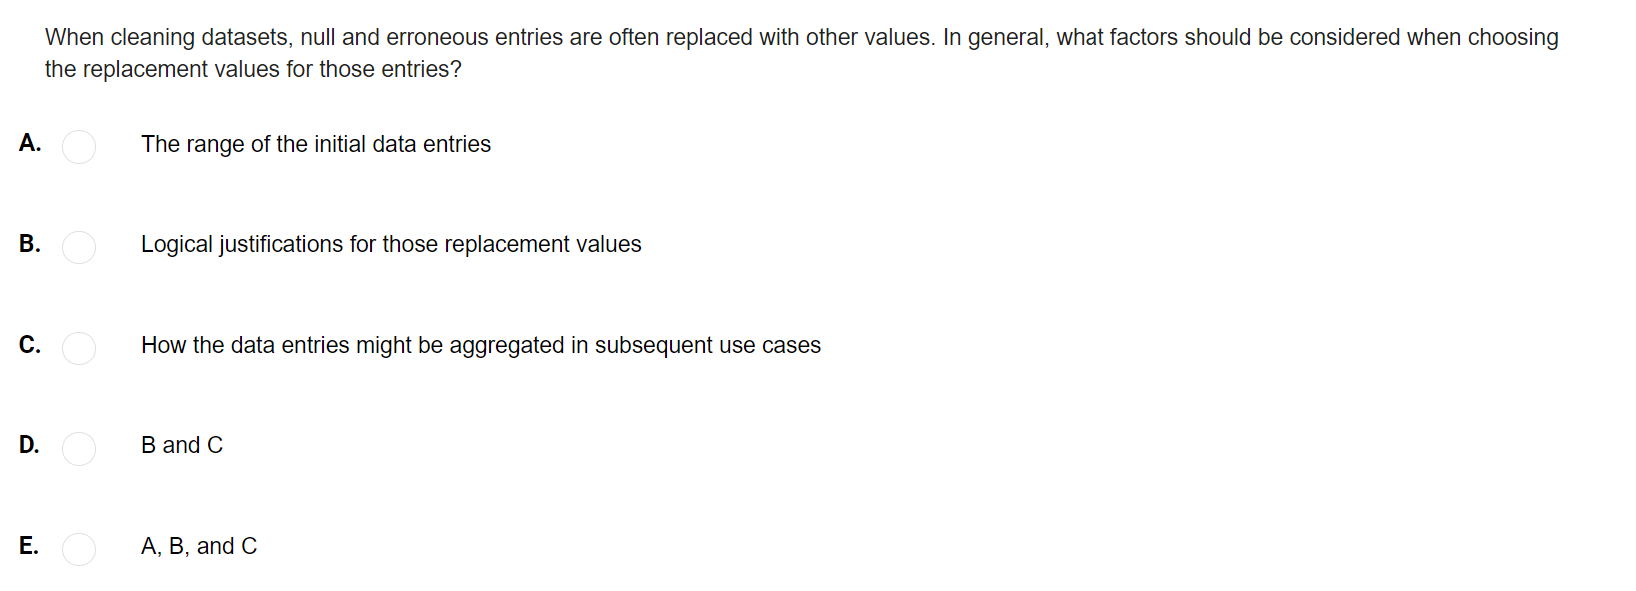 When cleaning datasets, null and erroneous entries are often replaced with other values. In general, what factors should be considered when choosing
the replacement values for those entries?
A. The range of the initial data entries
B. Logical justifications for those replacement values
C. How the data entries might be aggregated in subsequent use cases
D. B and C
E. A, B, and C